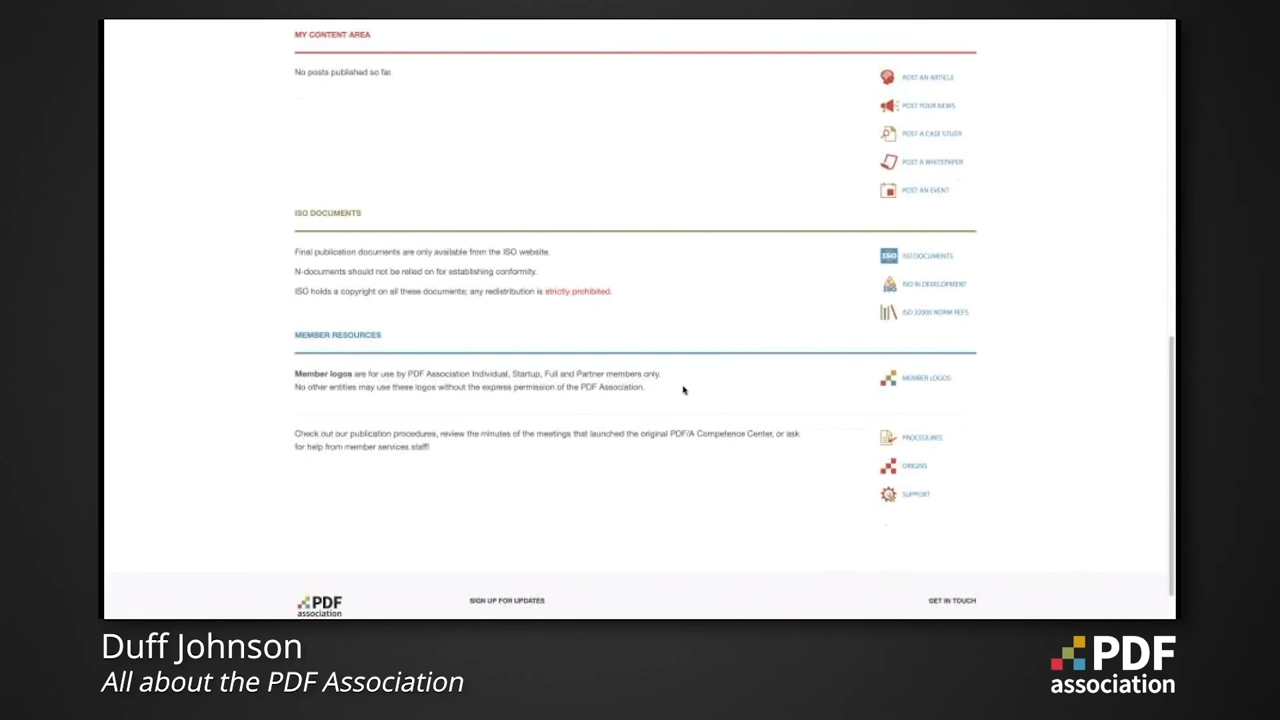 MY CONTENT AREA
No posts published so far.
POST AN ARTICLE
POST YOUR NEWS
POST A CASE STUDY
POST A WHITEPAPER
POST AN EVENT
ISO DOCUMENTS
Final publication documents are only available from the ISO website.
N-documents should not be relied on for establishing conformity.
ISO holds a copyright on all these documents; any redistribution is strictly prohibited.
ISO
ISO DOCUMENTS
ISO
ISO IN DEVELOPMENT
ISO 32000 NORM REFS
MEMBER RESOURCES
Member logos are for use by PDF Association Individual, Startup, Full and Partner members only.
No other entities may use these logos without the express permission of the PDF Association.
MEMBER LOGOS
Check out our publication procedures, review the minutes of the meetings that launched the original PDF/A Competence Center, or ask
for help from member services staff!
PROCEDURES
ORIGINS
SUPPORT
PDF
association
SIGN UP FOR UPDATES
GET IN TOUCH
Duff Johnson
All about the PDF Association
PDF
association